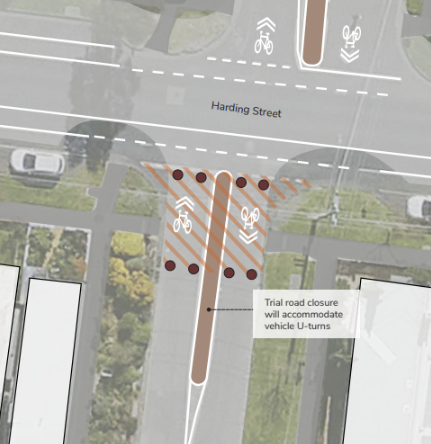 Harding Street
Trial road closure
will accommodate
vehicle U-turns